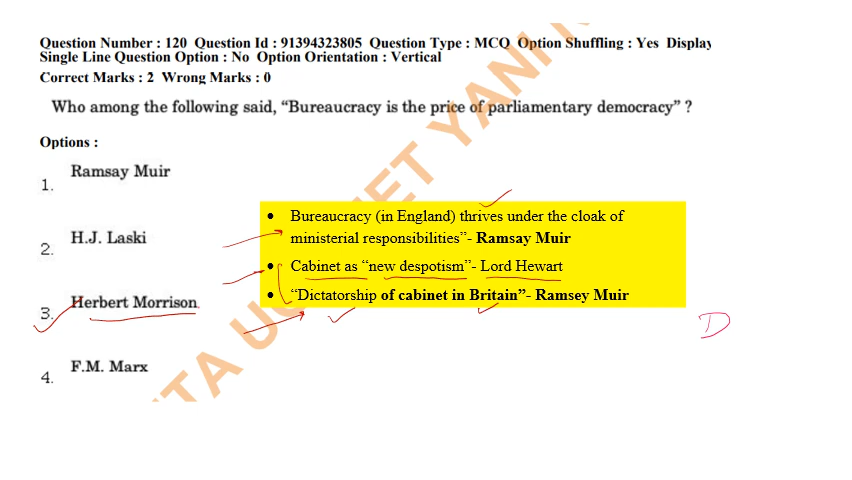 Question Number : 120 Question Id : 91394323805 Question Type : MCQ Option Shuffling : Yes Display
Single Line Question Option : No Option Orientation : Vertical
Correct Marks : 2 Wrong Marks : 0
Who among the following said, “Bureaucracy is the price of parliamentary democracy” ?
Options :
1. Ramsay Muir
2. H.J. Laski
3. Herbert Morrison
4. F.M. Marx
• Bureaucracy (in England) thrives under the cloak of
ministerial responsibilities”- Ramsay Muir
• Cabinet as “new despotism”- Lord Hewart
• “Dictatorship of cabinet in Britain”- Ramsey Muir
D